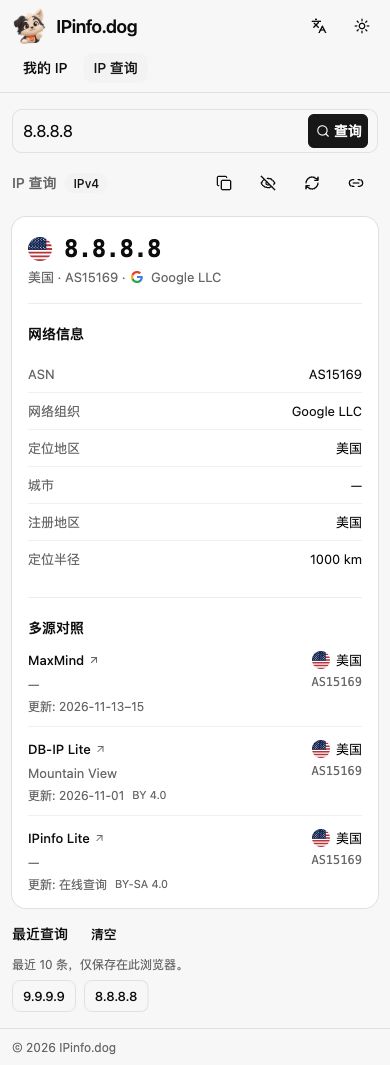 IPinfo.dog
我的 IP IP 查询
8.8.8.8 查询
IP 查询 IPv4
8.8.8.8
美国 · AS15169 · Google LLC
网络信息
ASN AS15169
网络组织 Google LLC
定位地区 美国
城市 —
注册地区 美国
定位半径 1000 km
多源对照
MaxMind ↗ 美国
— AS15169
更新: 2026-11-13–15
DB-IP Lite ↗ 美国
Mountain View AS15169
更新: 2026-11-01 BY 4.0
IPinfo Lite ↗ 美国
— AS15169
更新: 在线查询 BY-SA 4.0
最近查询 清空
最近 10 条，仅保存在此浏览器。
9.9.9.9 8.8.8.8
© 2026 IPinfo.dog